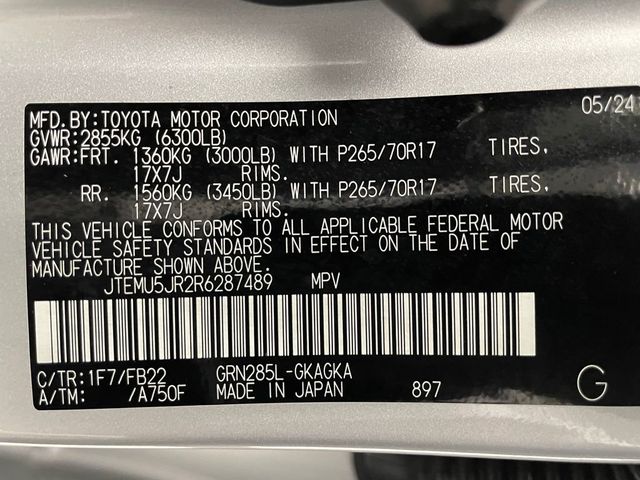 MFD.BY:TOYOTA MOTOR CORPORATION 05/24
GVWR:2855KG (6300LB)
GAWR:FRT. 1360KG (3000LB) WITH P265/70R17 TIRES,
17X7J RIMS.
RR. 1560KG (3450LB) WITH P265/70R17 TIRES,
17X7J RIMS.
THIS VEHICLE CONFORMS TO ALL APPLICABLE FEDERAL MOTOR
VEHICLE SAFETY STANDARDS IN EFFECT ON THE DATE OF
MANUFACTURE SHOWN ABOVE.
JTEMU5JR2R6287489 MPV
C/TR:1F7/FB22 GRN285L-GKAGKA
A/TM: /A750F MADE IN JAPAN 897 G